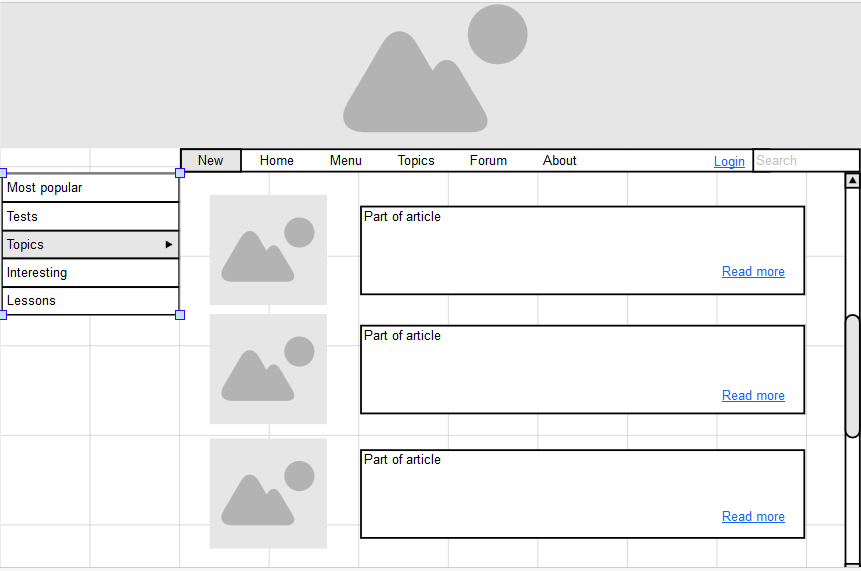 New Home Menu Topics Forum About Login Search
Most popular
Tests
Topics
Interesting
Lessons
Part of article
Read more
Part of article
Read more
Part of article
Read more